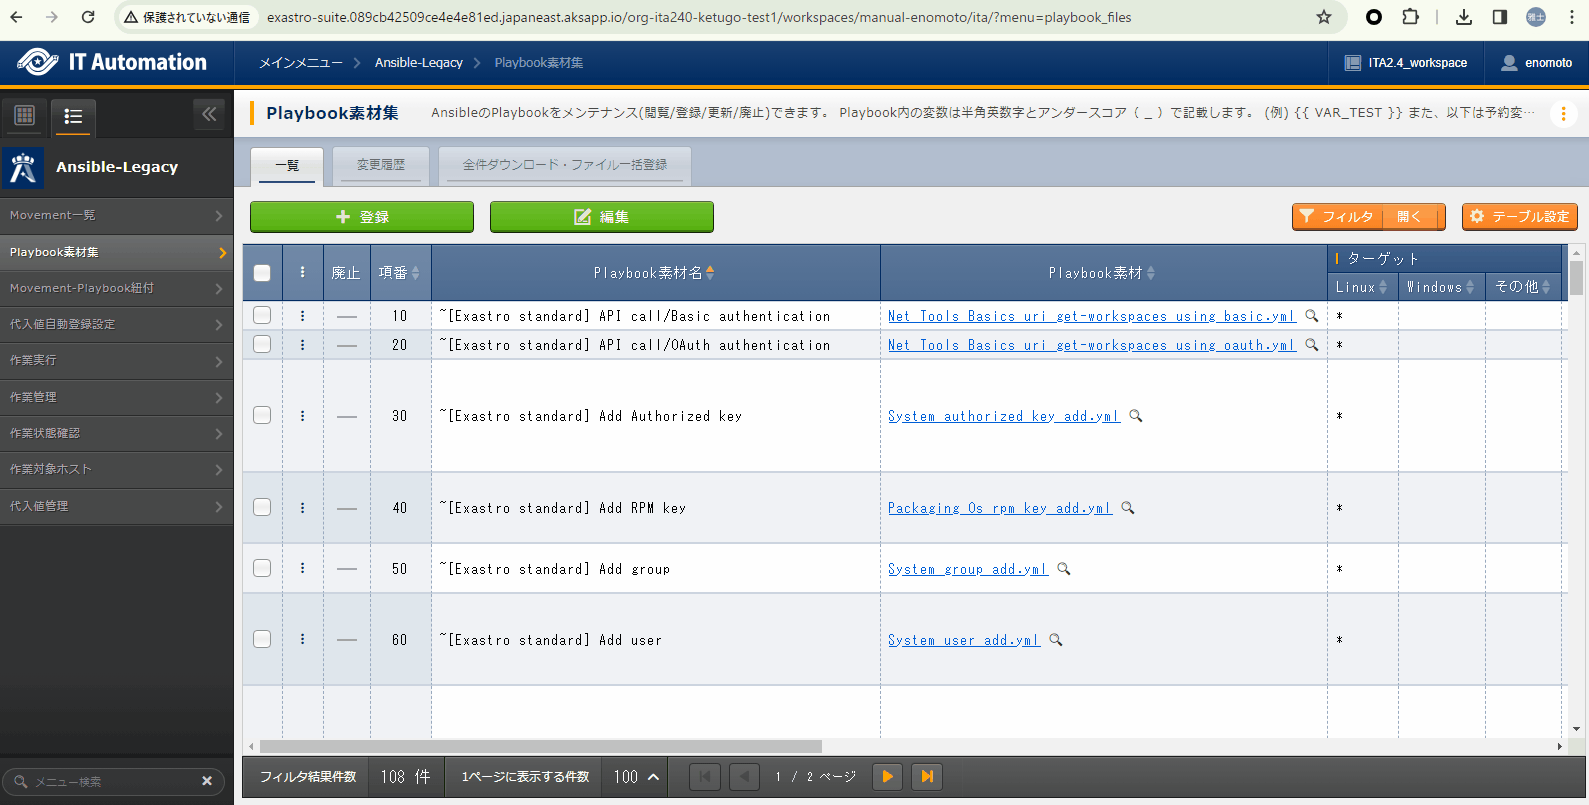 保護されていない通信
exastro-suite.089cb42509ce4e4e81ed.japaneast.aksapp.io/org-ita240-ketugo-test1/workspaces/manual-enomoto/ita/?menu=playbook_files
雅士
IT Automation
メインメニュー
Ansible-Legacy
Playbook素材集
ITA2.4_workspace
enomoto
Playbook素材集
AnsibleのPlaybookをメンテナンス(閲覧/登録/更新/廃止)できます。 Playbook内の変数は半角英数字とアンダースコア ( _ ) で記載します。 (例) {{ VAR_TEST }} また、以下は予約変…
Ansible-Legacy
Movement一覧
Playbook素材集
Movement-Playbook紐付
代入値自動登録設定
作業実行
作業管理
作業状態確認
作業対象ホスト
代入値管理
メニュー検索
一覧
変更履歴
全件ダウンロード・ファイル一括登録
登録
編集
フィルタ 開く
テーブル設定
廃止 項番 Playbook素材名 Playbook素材 ターゲット
Linux Windows その他
10 ~[Exastro standard] API call/Basic authentication Net_Tools_Basics_uri_get-workspaces_using_basic.yml *
20 ~[Exastro standard] API call/OAuth authentication Net_Tools_Basics_uri_get-workspaces_using_oauth.yml *
30 ~[Exastro standard] Add Authorized key System_authorized_key_add.yml *
40 ~[Exastro standard] Add RPM key Packaging_Os_rpm_key_add.yml *
50 ~[Exastro standard] Add group System_group_add.yml *
60 ~[Exastro standard] Add user System_user_add.yml *
フィルタ結果件数 108 件 1ページに表示する件数 100 1 / 2 ページ